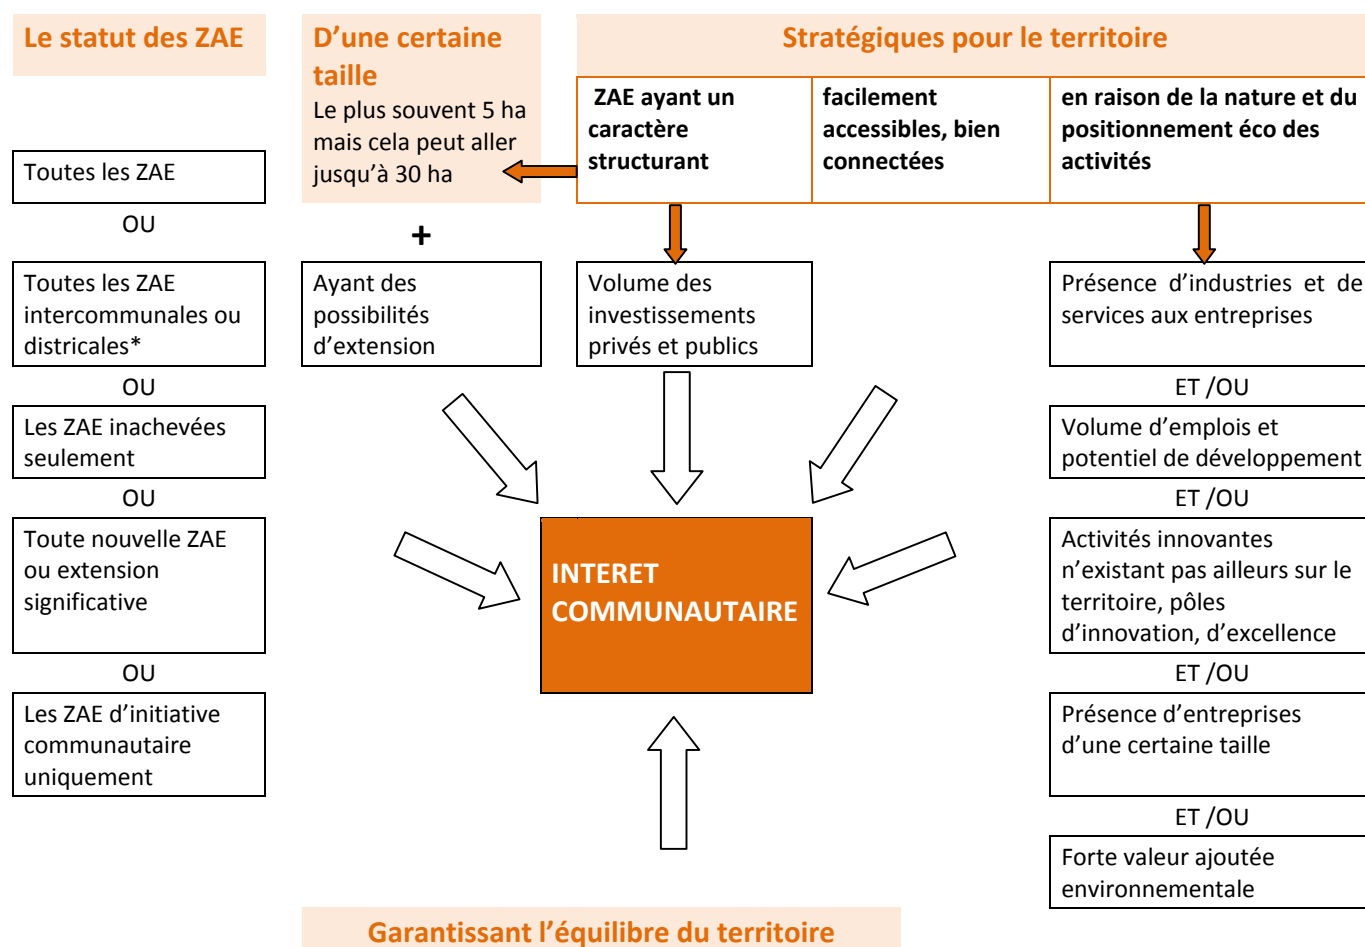 Le statut des ZAE
Toutes les ZAE
OU
Toutes les ZAE
intercommunales ou
districales*
OU
Les ZAE inachevées
seulement
OU
Toute nouvelle ZAE
ou extension
significative
OU
Les ZAE d’initiative
communautaire
uniquement
D’une certaine
taille
Le plus souvent 5 ha
mais cela peut aller
jusqu’à 30 ha
+
Ayant des
possibilités
d’extension
Stratégiques pour le territoire
ZAE ayant un
caractère
structurant
facilement
accessibles, bien
connectées
en raison de la nature et du
positionnement éco des
activités
Volume des
investissements
privés et publics
Présence d’industries et de
services aux entreprises
ET /OU
Volume d’emplois et
potentiel de développement
ET /OU
Activités innovantes
n’existant pas ailleurs sur le
territoire, pôles
d’innovation, d’excellence
ET /OU
Présence d’entreprises
d’une certaine taille
ET /OU
Forte valeur ajoutée
environnementale
INTERET
COMMUNAUTAIRE
Garantissant l’équilibre du territoire